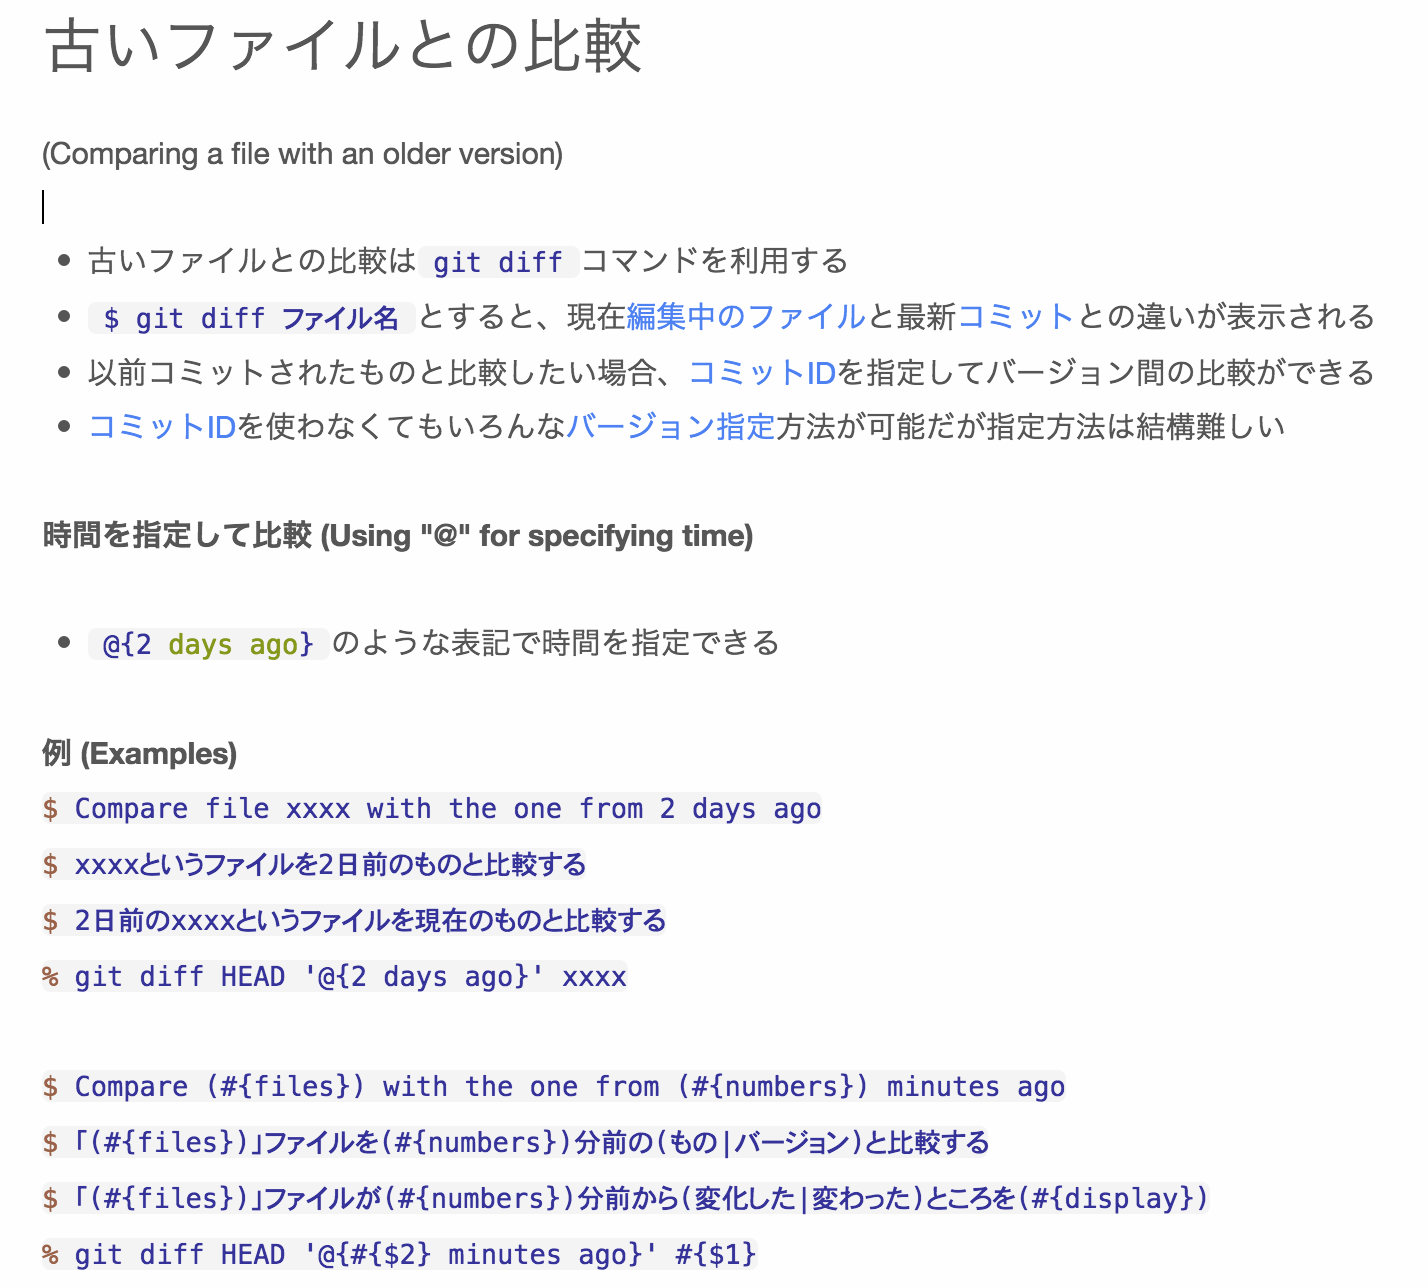 古いファイルとの比較
(Comparing a file with an older version)
古いファイルとの比較は git diff コマンドを利用する
$ git diff ファイル名 とすると、現在編集中のファイルと最新コミットとの違いが表示される
以前コミットされたものと比較したい場合、コミットIDを指定してバージョン間の比較ができる
コミットIDを使わなくてもいろんなバージョン指定方法が可能だが指定方法は結構難しい
時間を指定して比較 (Using "@" for specifying time)
@{2 days ago} のような表記で時間を指定できる
例 (Examples)
$ Compare file xxxx with the one from 2 days ago
$ xxxxというファイルを2日前のものと比較する
$ 2日前のxxxxというファイルを現在のものと比較する
% git diff HEAD '@{2 days ago}' xxxx
$ Compare (#{files}) with the one from (#{numbers}) minutes ago
$ 「(#{files})」ファイルを(#{numbers})分前の(もの|バージョン)と比較する
$ 「(#{files})」ファイルが(#{numbers})分前から(変化した|変わった)ところを(#{display})
% git diff HEAD '@{#{$2} minutes ago}' #{$1}